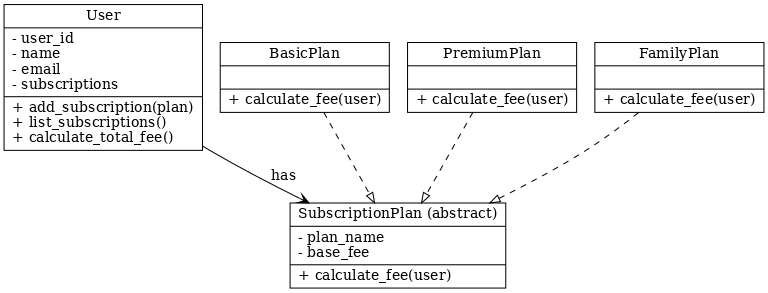 User
- user_id
- name
- email
- subscriptions
+ add_subscription(plan)
+ list_subscriptions()
+ calculate_total_fee()
BasicPlan
+ calculate_fee(user)
PremiumPlan
+ calculate_fee(user)
FamilyPlan
+ calculate_fee(user)
has
SubscriptionPlan (abstract)
- plan_name
- base_fee
+ calculate_fee(user)